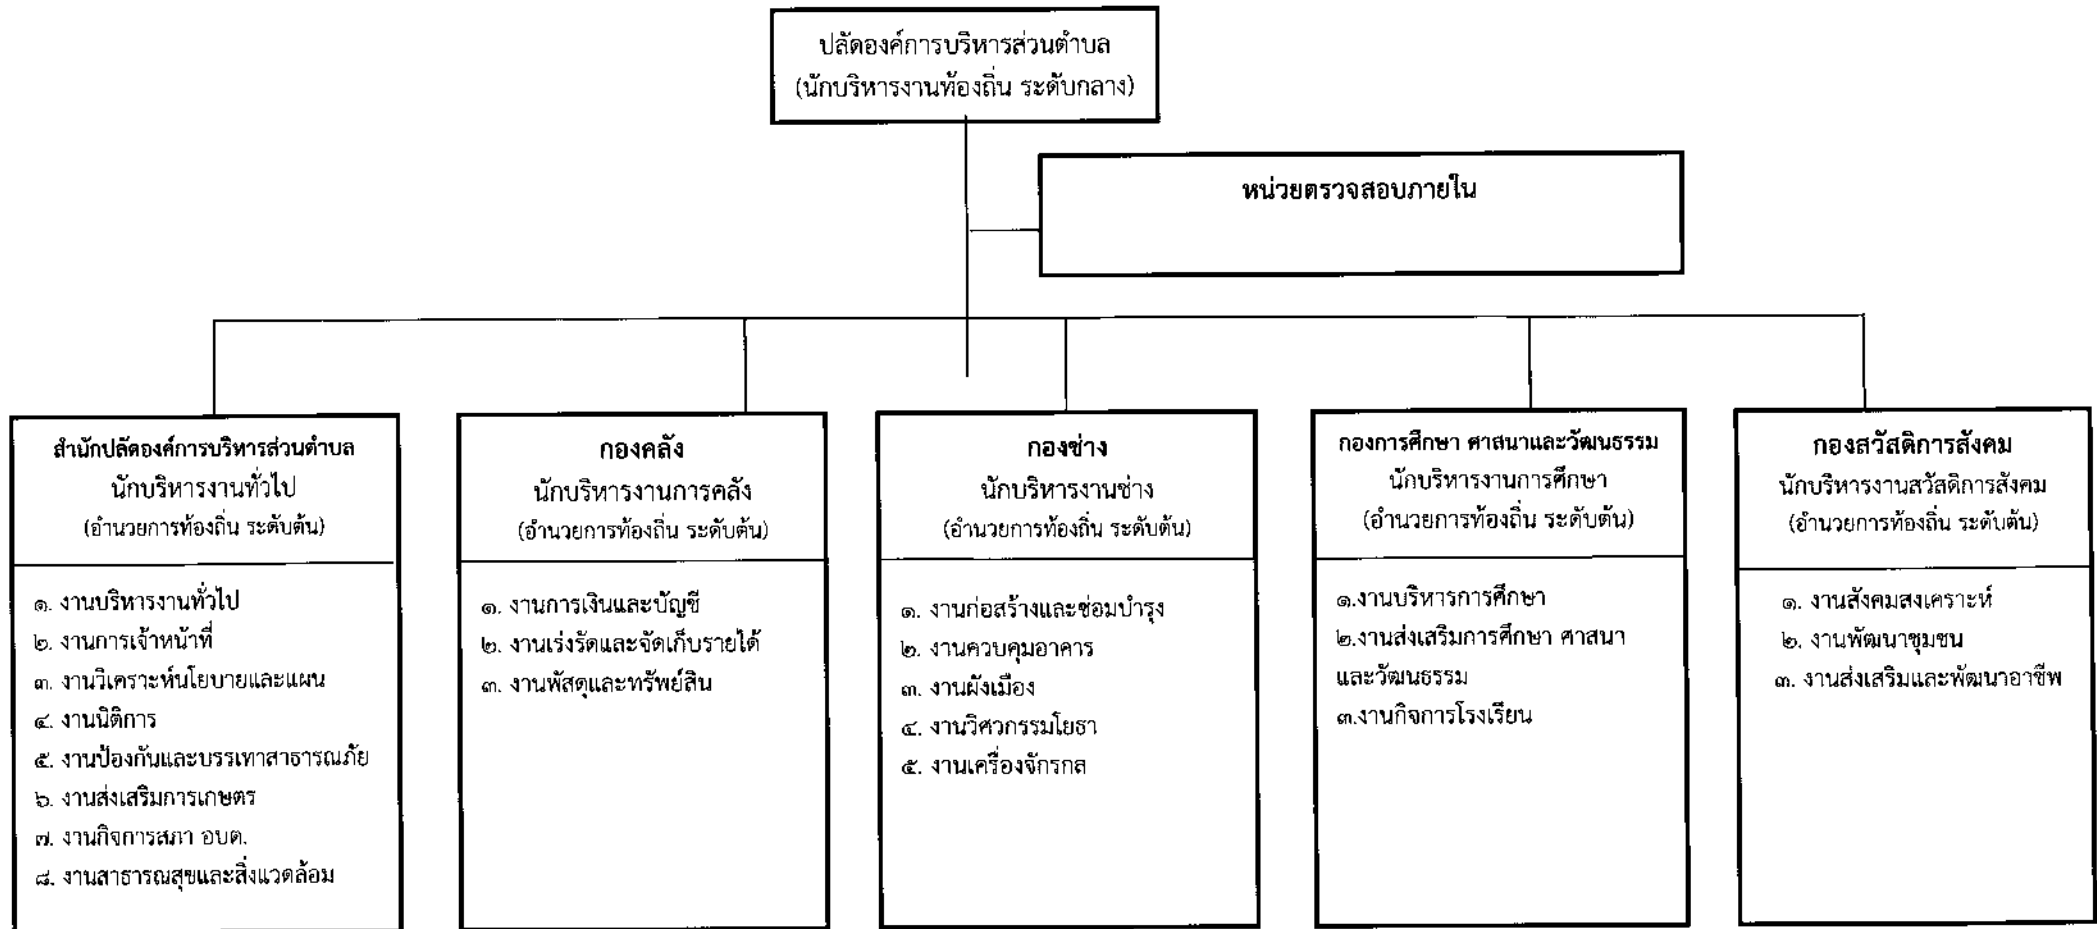 ปลัดองค์การบริหารส่วนตำบล
(นักบริหารงานท้องถิ่น ระดับกลาง)
หน่วยตรวจสอบภายใน
สำนักปลัดองค์การบริหารส่วนตำบล
นักบริหารงานทั่วไป
(อำนวยการท้องถิ่น ระดับต้น)
๑. งานบริหารงานทั่วไป
๒. งานการเจ้าหน้าที่
๓. งานวิเคราะห์นโยบายและแผน
๔. งานนิติการ
๕. งานป้องกันและบรรเทาสาธารณภัย
๖. งานส่งเสริมการเกษตร
๗. งานกิจการสภา อบต.
๘. งานสาธารณสุขและสิ่งแวดล้อม
กองคลัง
นักบริหารงานการคลัง
(อำนวยการท้องถิ่น ระดับต้น)
๑. งานการเงินและบัญชี
๒. งานเร่งรัดและจัดเก็บรายได้
๓. งานพัสดุและทรัพย์สิน
กองช่าง
นักบริหารงานช่าง
(อำนวยการท้องถิ่น ระดับต้น)
๑. งานก่อสร้างและซ่อมบำรุง
๒. งานควบคุมอาคาร
๓. งานผังเมือง
๔. งานวิศวกรรมโยธา
๕. งานเครื่องจักรกล
กองการศึกษา ศาสนาและวัฒนธรรม
นักบริหารงานการศึกษา
(อำนวยการท้องถิ่น ระดับต้น)
๑.งานบริหารการศึกษา
๒.งานส่งเสริมการศึกษา ศาสนา
และวัฒนธรรม
๓.งานกิจการโรงเรียน
กองสวัสดิการสังคม
นักบริหารงานสวัสดิการสังคม
(อำนวยการท้องถิ่น ระดับต้น)
๑. งานสังคมสงเคราะห์
๒. งานพัฒนาชุมชน
๓. งานส่งเสริมและพัฒนาอาชีพ